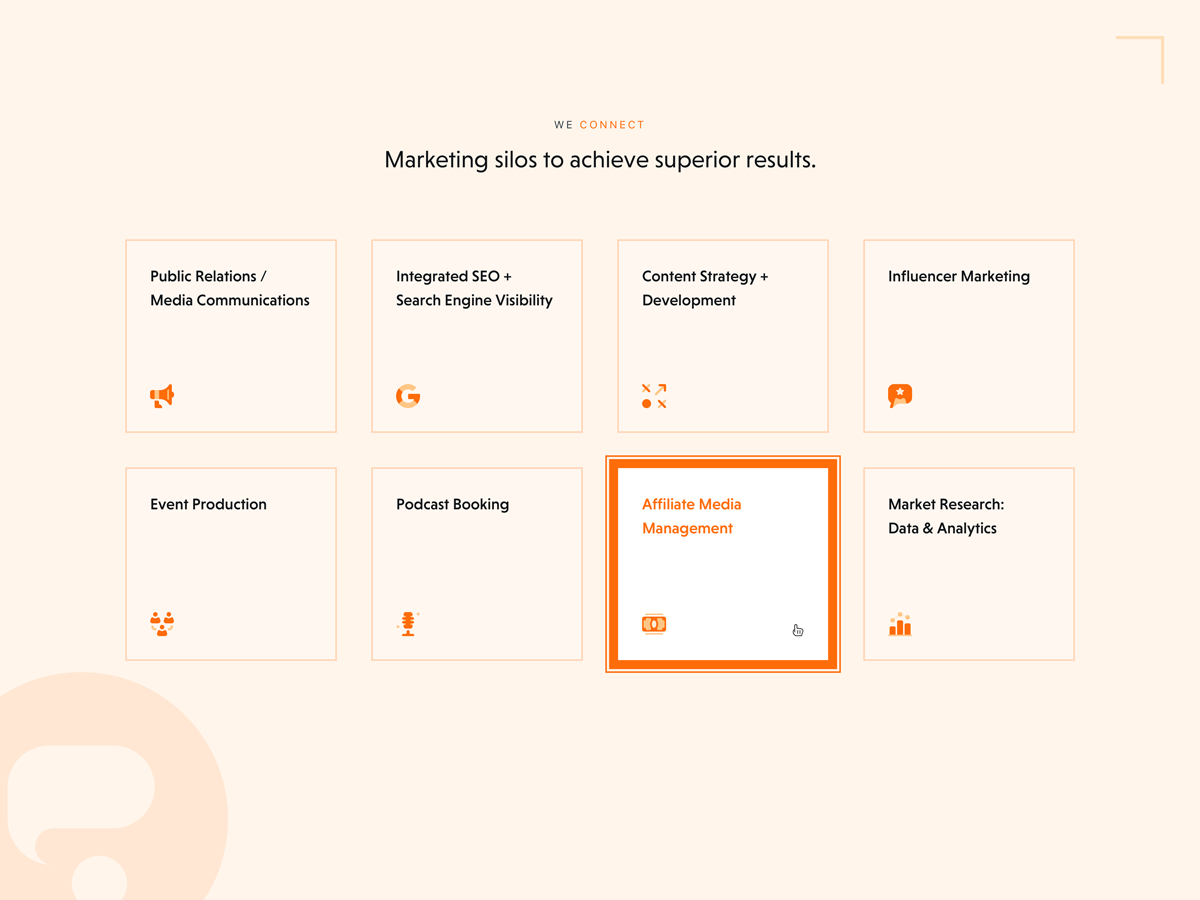 WE CONNECT
Marketing silos to achieve superior results.
Public Relations /
Media Communications
Integrated SEO +
Search Engine Visibility
Content Strategy +
Development
Influencer Marketing
Event Production
Podcast Booking
Affiliate Media
Management
Market Research:
Data & Analytics